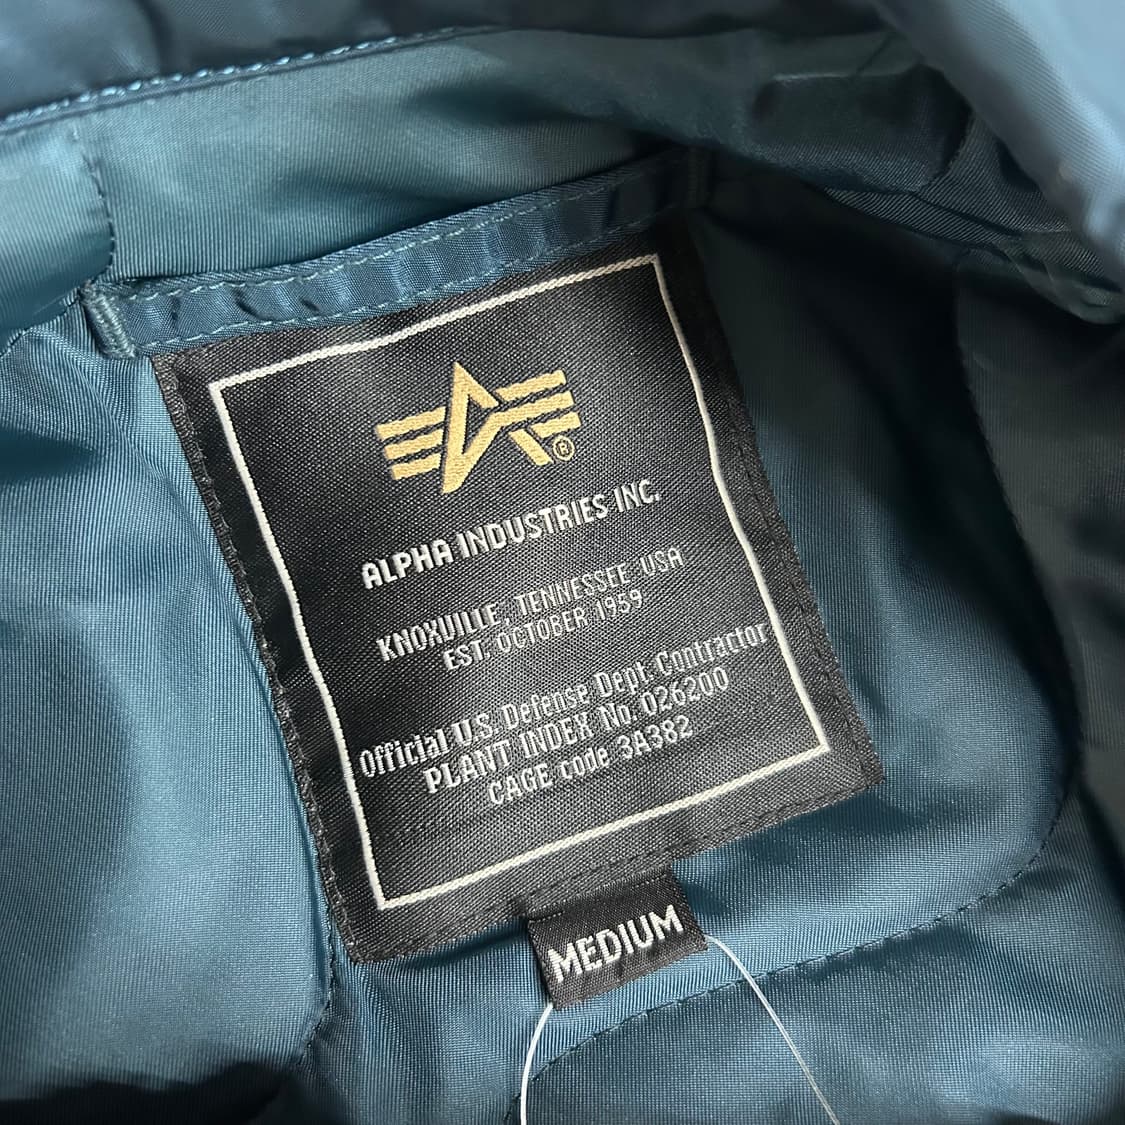 ®
ALPHA INDUSTRIES INC.
KNOXVILLE, TENNESSEE USA
EST. OCTOBER 1959
Official U.S. Defense Dept. Contractor
PLANT INDEX No. 026200
CAGE code 3A382
MEDIUM